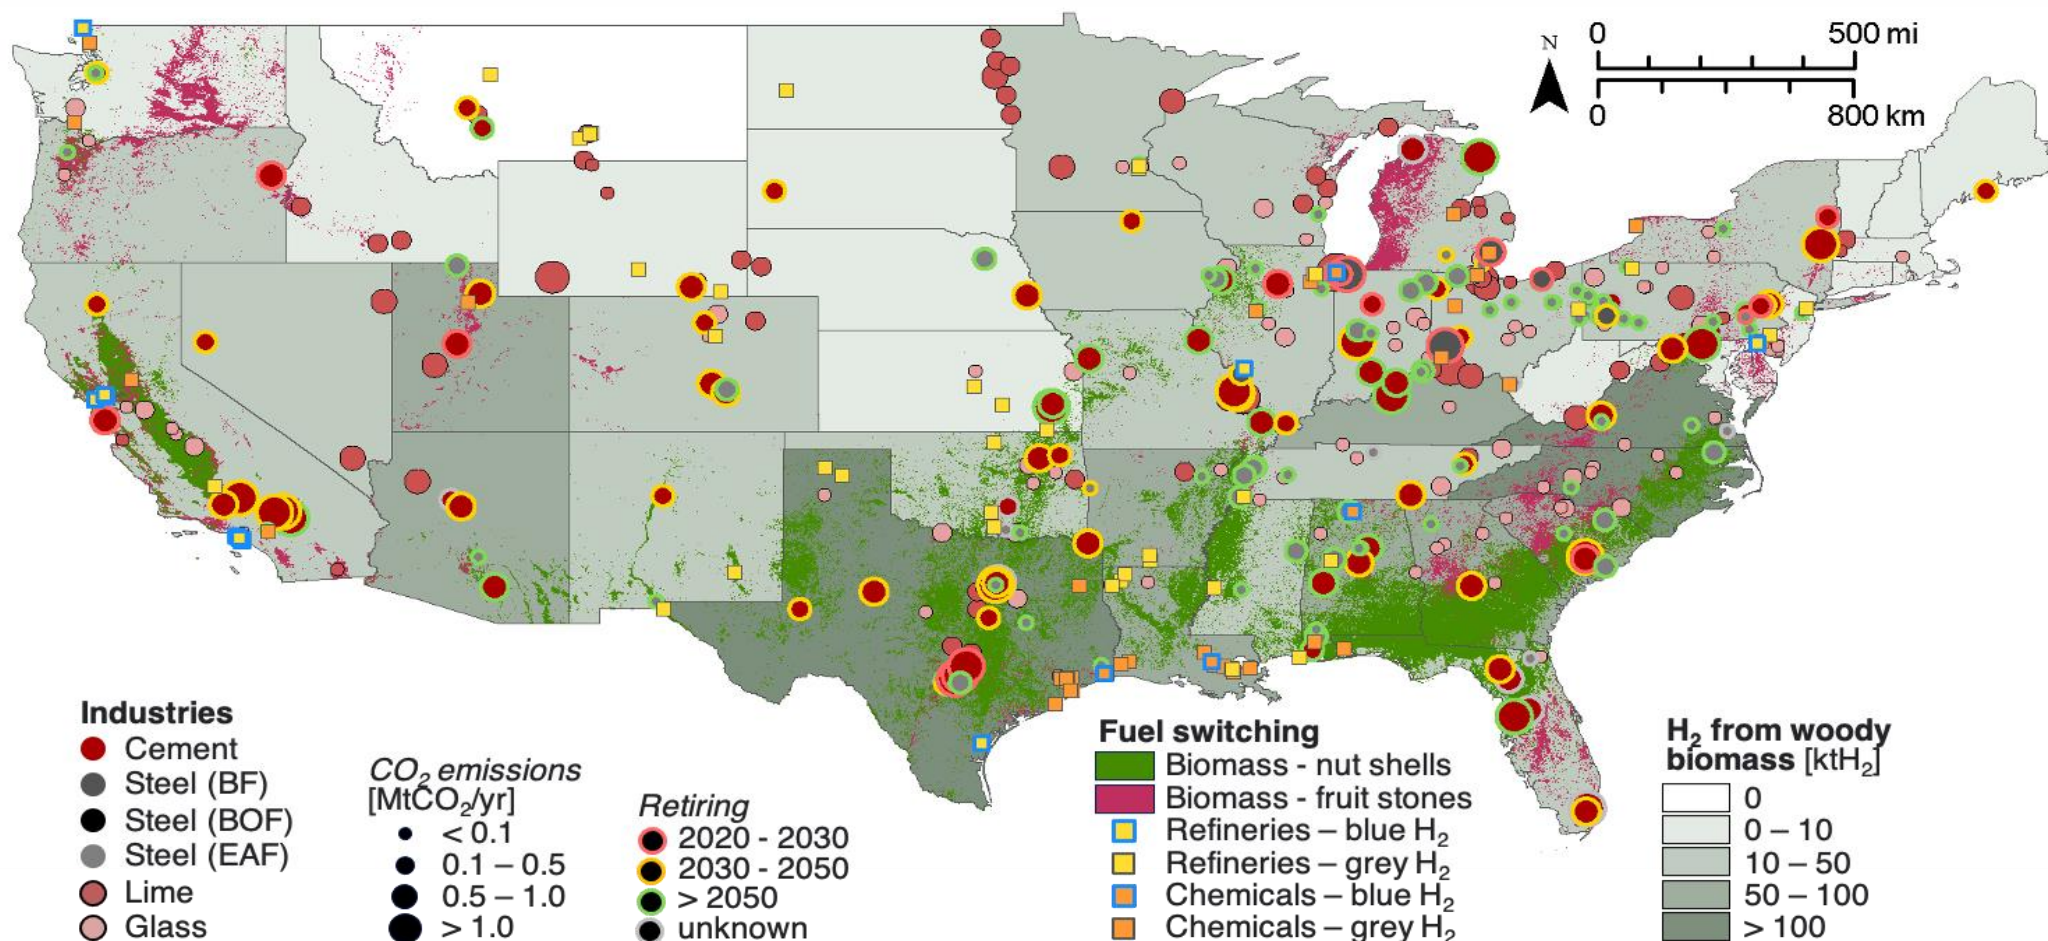 N
0 500 mi
0 800 km
Industries
Cement
Steel (BF)
Steel (BOF)
Steel (EAF)
Lime
Glass
CO₂ emissions
[MtCO₂/yr]
< 0.1
0.1 – 0.5
0.5 – 1.0
> 1.0
Retiring
2020 - 2030
2030 - 2050
> 2050
unknown
Fuel switching
Biomass - nut shells
Biomass - fruit stones
Refineries – blue H₂
Refineries – grey H₂
Chemicals – blue H₂
Chemicals – grey H₂
H₂ from woody
biomass [ktH₂]
0
0 – 10
10 – 50
50 – 100
> 100